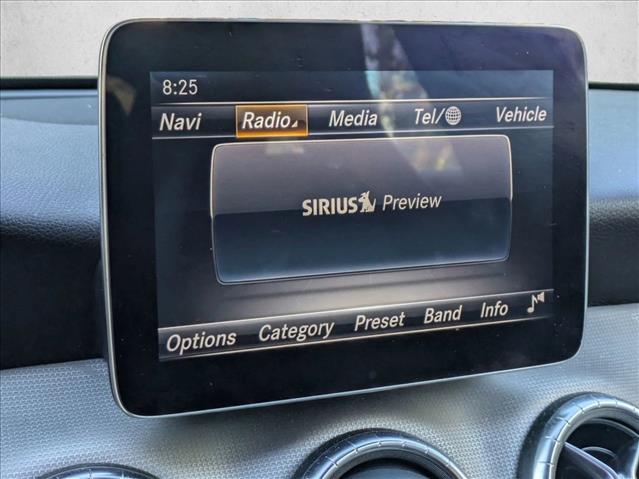 8:25
Navi Radio Media Tel/ Vehicle
SIRIUS Preview
Options Category Preset Band Info